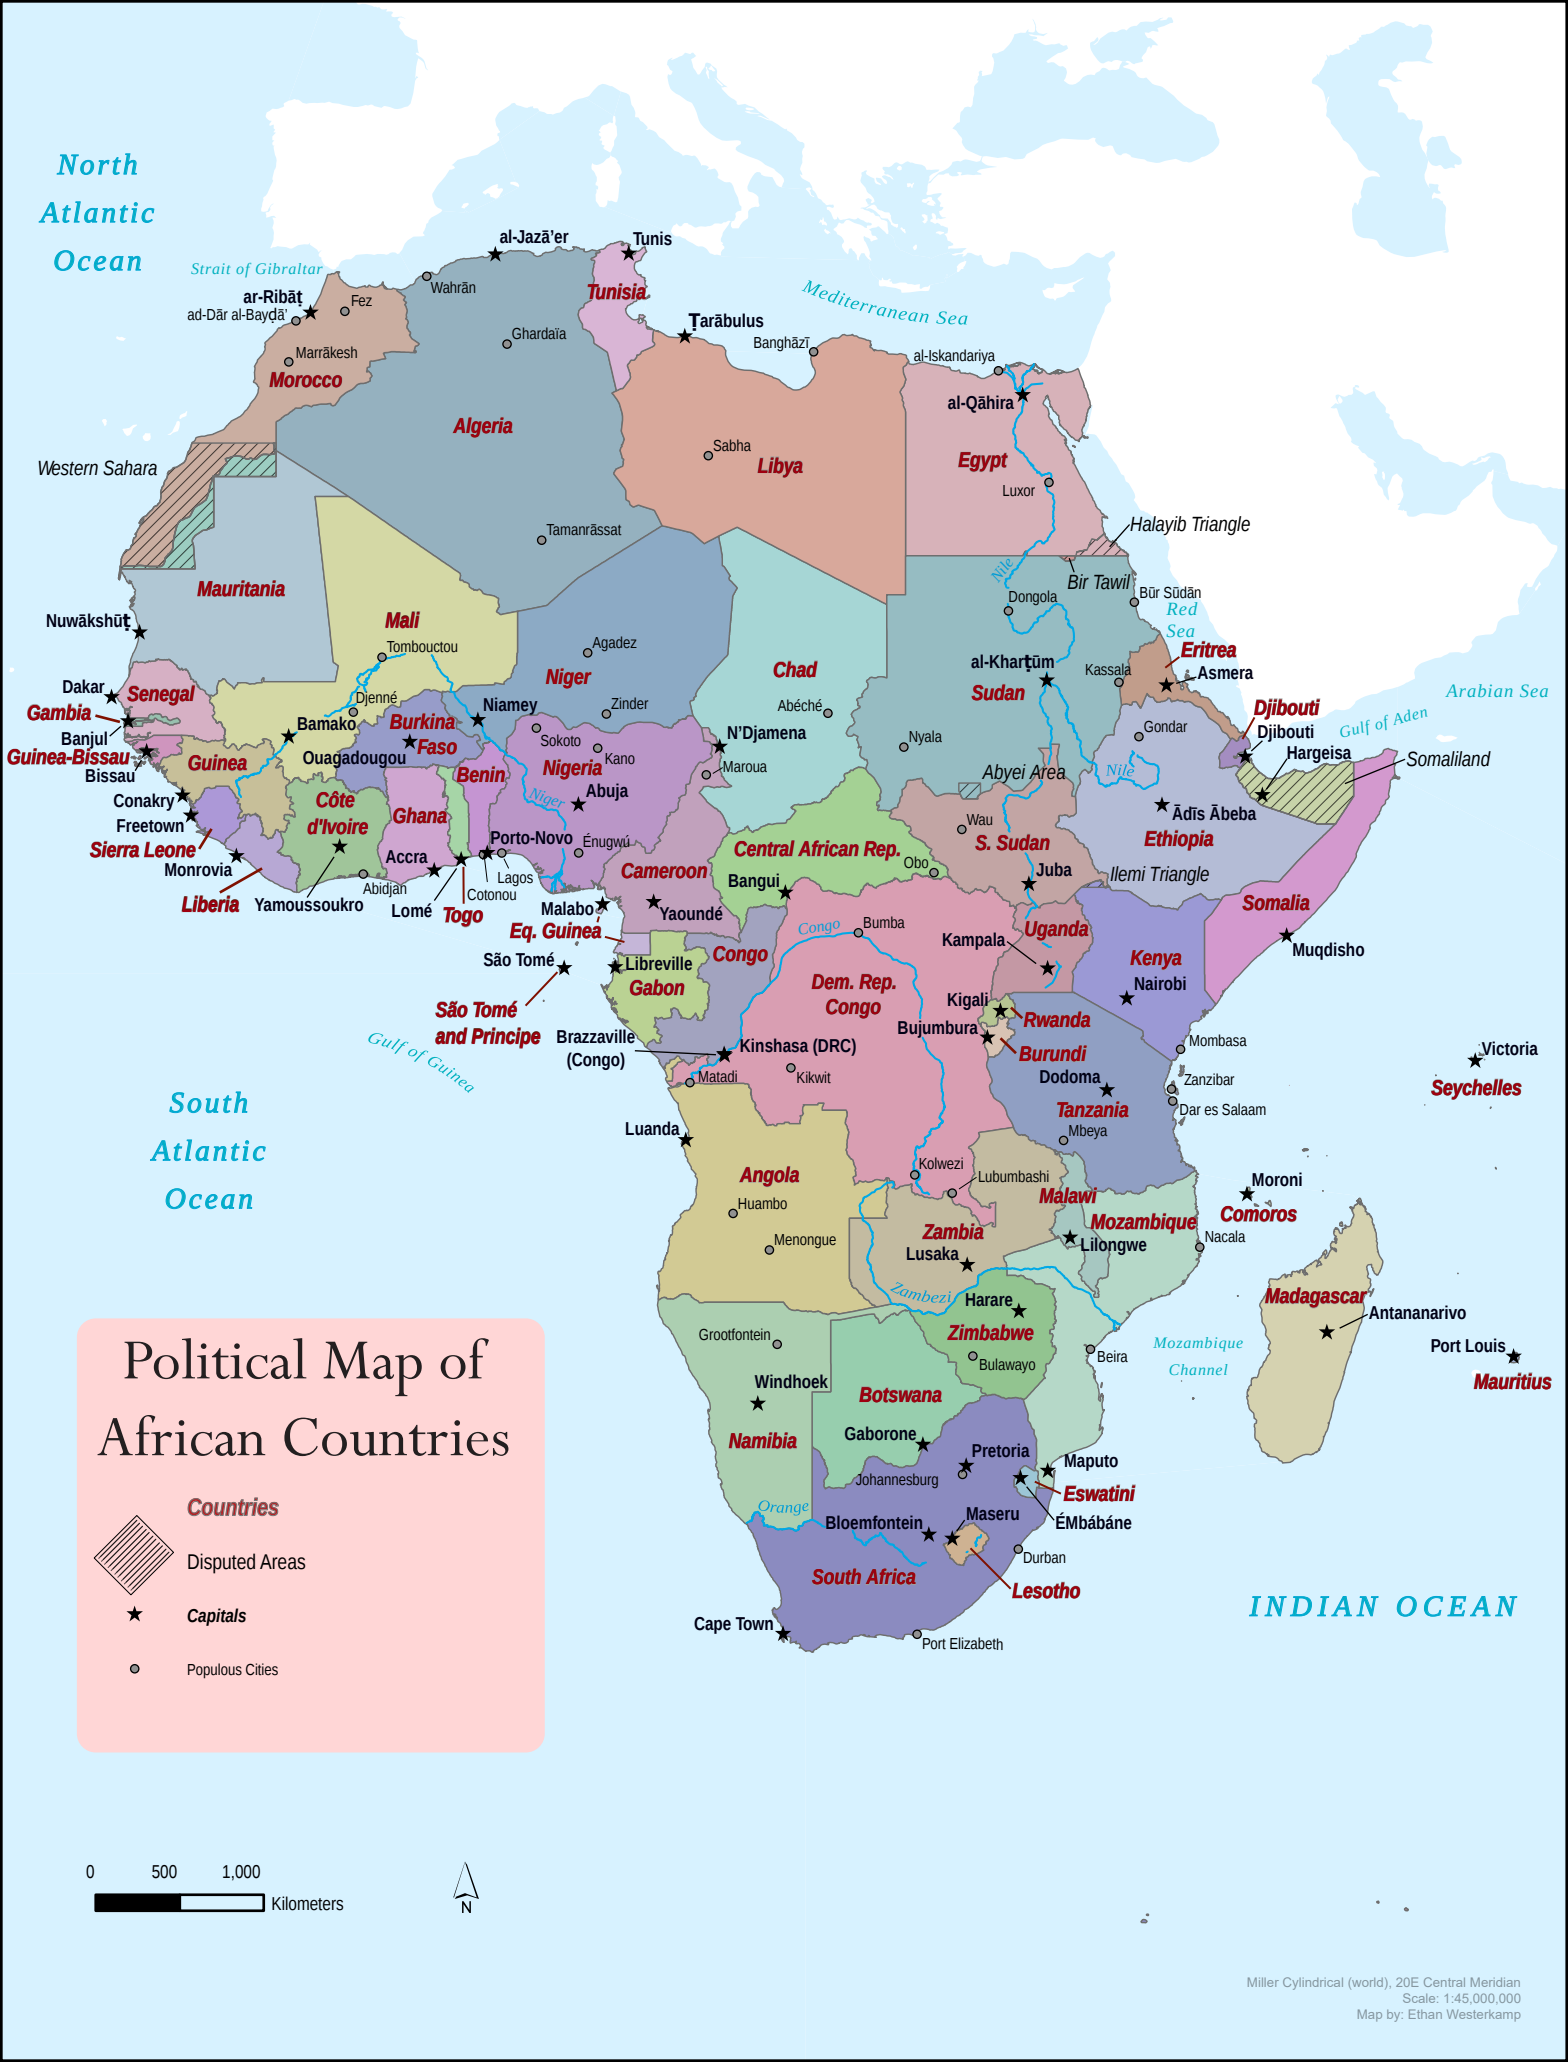 North
Atlantic
Ocean
Strait of Gibraltar
al-Jazā'er
Tunis
ar-Ribāṭ
ad-Dār al-Bayḍā'
Fez
Wahrān
Tunisia
Mediterranean Sea
Marrākesh
Morocco
Ghardaïa
Ṭarābulus
Banghāzī
al-Iskandariya
al-Qāhira
Algeria
Western Sahara
Sabha
Libya
Egypt
Luxor
Tamanrāssat
Halayib Triangle
Nile
Bir Tawil
Mauritania
Dongola
Būr Sūdān
Red
Sea
Nuwākshūṭ
Mali
Tombouctou
Agadez
Niger
Chad
al-Kharṭūm
Sudan
Kassala
Eritrea
Asmera
Arabian Sea
Dakar
Senegal
Gambia
Banjul
Djenné
Bamako
Burkina
Faso
Niamey
Zinder
Abéché
Djibouti
Djibouti
Gulf of Aden
Guinea-Bissau
Bissau
Guinea
Ouagadougou
Benin
Sokoto
Nigeria
Kano
N'Djamena
Maroua
Nyala
Abyei Area
Gondar
Nile
Hargeisa
Somaliland
Conakry
Freetown
Sierra Leone
Monrovia
Liberia
Côte
d'Ivoire
Yamoussoukro
Abidjan
Ghana
Accra
Lomé
Togo
Cotonou
Lagos
Porto-Novo
Niger
Abuja
Énugwú
Cameroon
Central African Rep.
Obo
Bangui
Wau
S. Sudan
Juba
Ādīs Ābeba
Ethiopia
Ilemi Triangle
Somalia
Muqdisho
Malabo
Eq. Guinea
Yaoundé
São Tomé
São Tomé
and Principe
Libreville
Gabon
Congo
Congo
Bumba
Dem. Rep.
Congo
Kampala
Uganda
Kenya
Nairobi
Kigali
Rwanda
Bujumbura
Burundi
Gulf of Guinea
Brazzaville
(Congo)
Kinshasa (DRC)
Matadi
Kikwit
Dodoma
Tanzania
Mombasa
Zanzibar
Dar es Salaam
Mbeya
Victoria
Seychelles
South
Atlantic
Ocean
Luanda
Angola
Huambo
Menongue
Kolwezi
Lubumbashi
Malawi
Zambia
Lusaka
Mozambique
Lilongwe
Nacala
Moroni
Comoros
Zambezi
Harare
Zimbabwe
Bulawayo
Beira
Mozambique
Channel
Madagascar
Antananarivo
Port Louis
Mauritius
Grootfontein
Windhoek
Namibia
Botswana
Gaborone
Pretoria
Johannesburg
Maputo
Eswatini
ÉMbábáne
Orange
Bloemfontein
Maseru
Durban
Lesotho
South Africa
Cape Town
Port Elizabeth
INDIAN OCEAN
Political Map of
African Countries
Countries
Disputed Areas
Capitals
Populous Cities
0 500 1,000
Kilometers
N
Miller Cylindrical (world), 20E Central Meridian
Scale: 1:45,000,000
Map by: Ethan Westerkamp